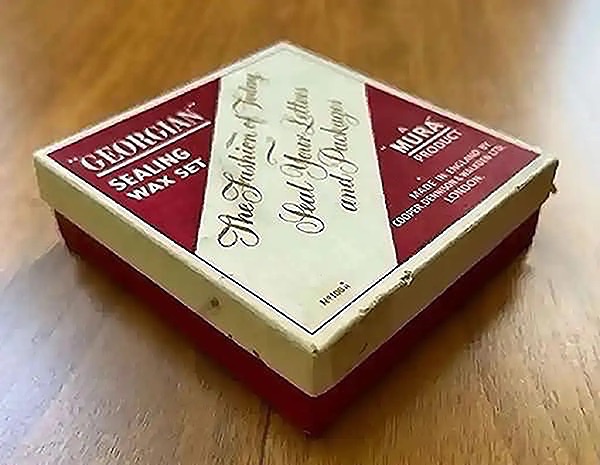 "GEORGIAN"
SEALING
WAX SET
The Fashion of Today
Seal Your Letters
and Packages
A
"MURA"
PRODUCT
MADE IN ENGLAND BY
COOPER, DENNISON & WALKDEN LTD.
LONDON.